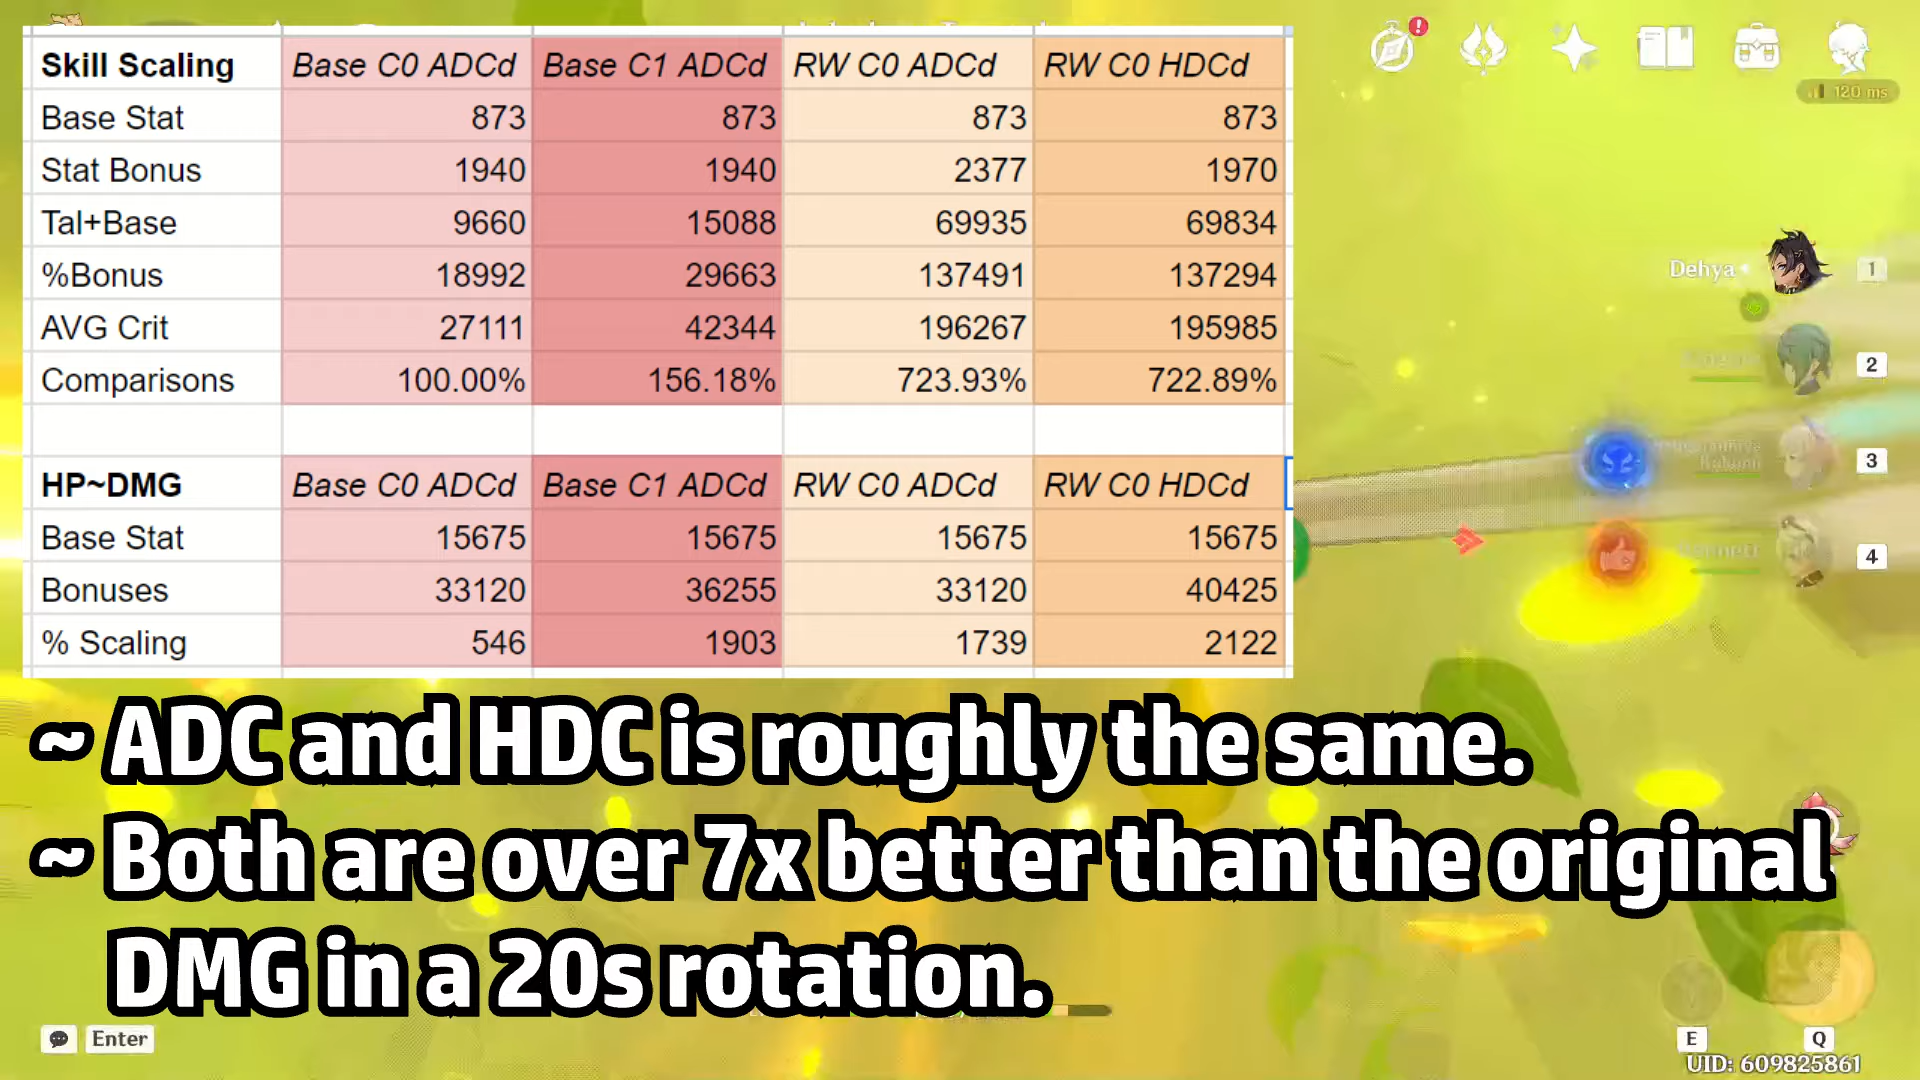 Skill Scaling Base C0 ADCd Base C1 ADCd RW C0 ADCd RW C0 HDCd
Base Stat 873 873 873 873
Stat Bonus 1940 1940 2377 1970
Tal+Base 9660 15088 69935 69834
%Bonus 18992 29663 137491 137294
AVG Crit 27111 42344 196267 195985
Comparisons 100.00% 156.18% 723.93% 722.89%
HP~DMG Base C0 ADCd Base C1 ADCd RW C0 ADCd RW C0 HDCd
Base Stat 15675 15675 15675 15675
Bonuses 33120 36255 33120 40425
% Scaling 546 1903 1739 2122
120 ms
Dehya 1
2
3
4
~ ADC and HDC is roughly the same.
~ Both are over 7x better than the original
DMG in a 20s rotation.
Enter
E Q
UID: 609825861